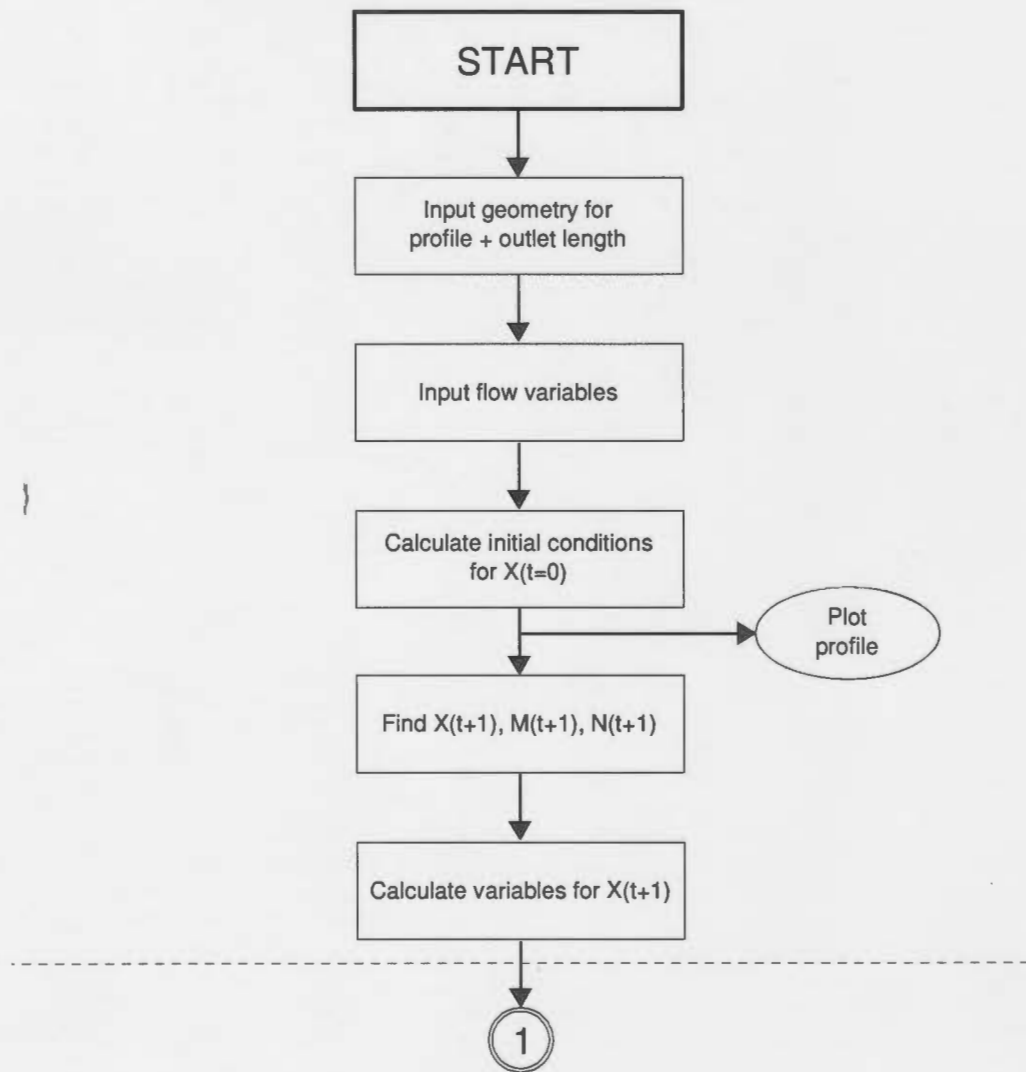 START
Input geometry for
profile + outlet length
Input flow variables
Calculate initial conditions
for X(t=0)
Plot
profile
Find X(t+1), M(t+1), N(t+1)
Calculate variables for X(t+1)
1